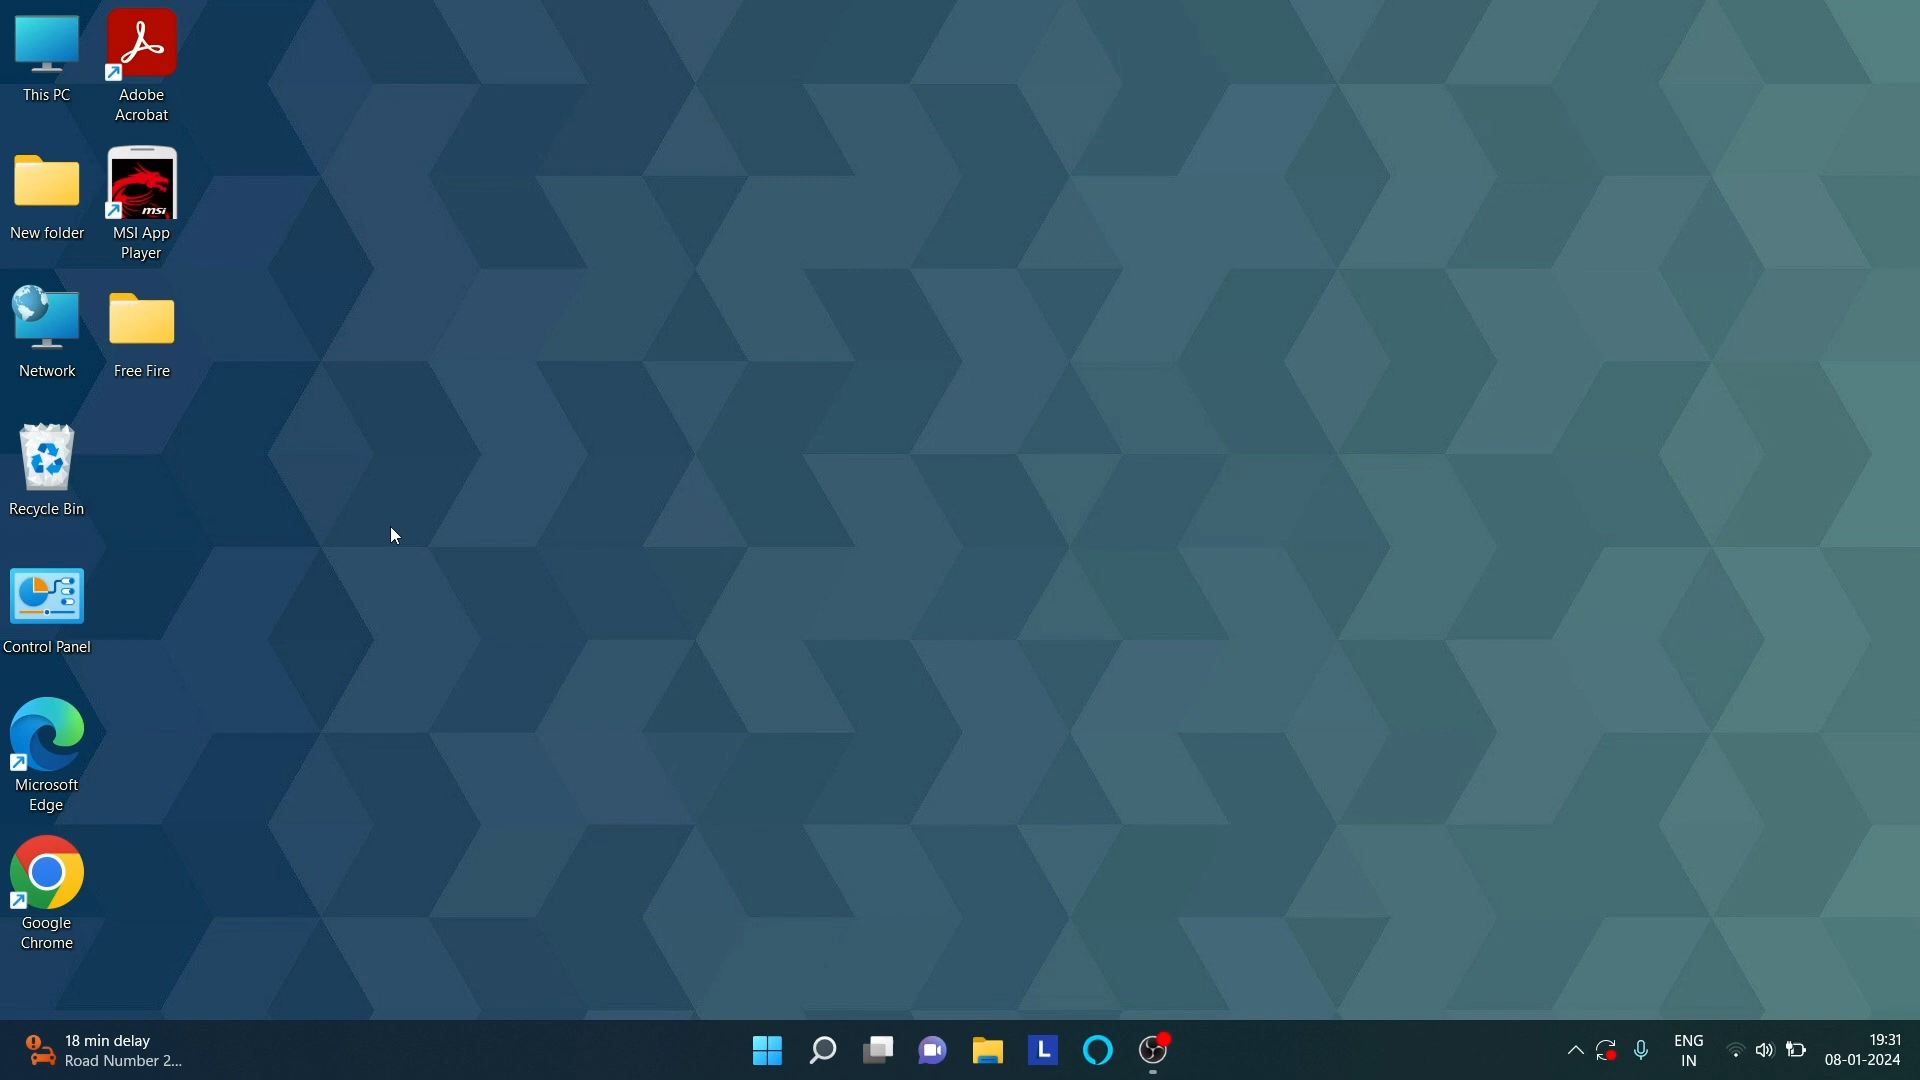 This PC
Adobe
Acrobat
New folder
msi
MSI App
Player
Network
Free Fire
Recycle Bin
Control Panel
Microsoft
Edge
Google
Chrome
18 min delay
Road Number 2...
L
ENG
IN
19:31
08-01-2024